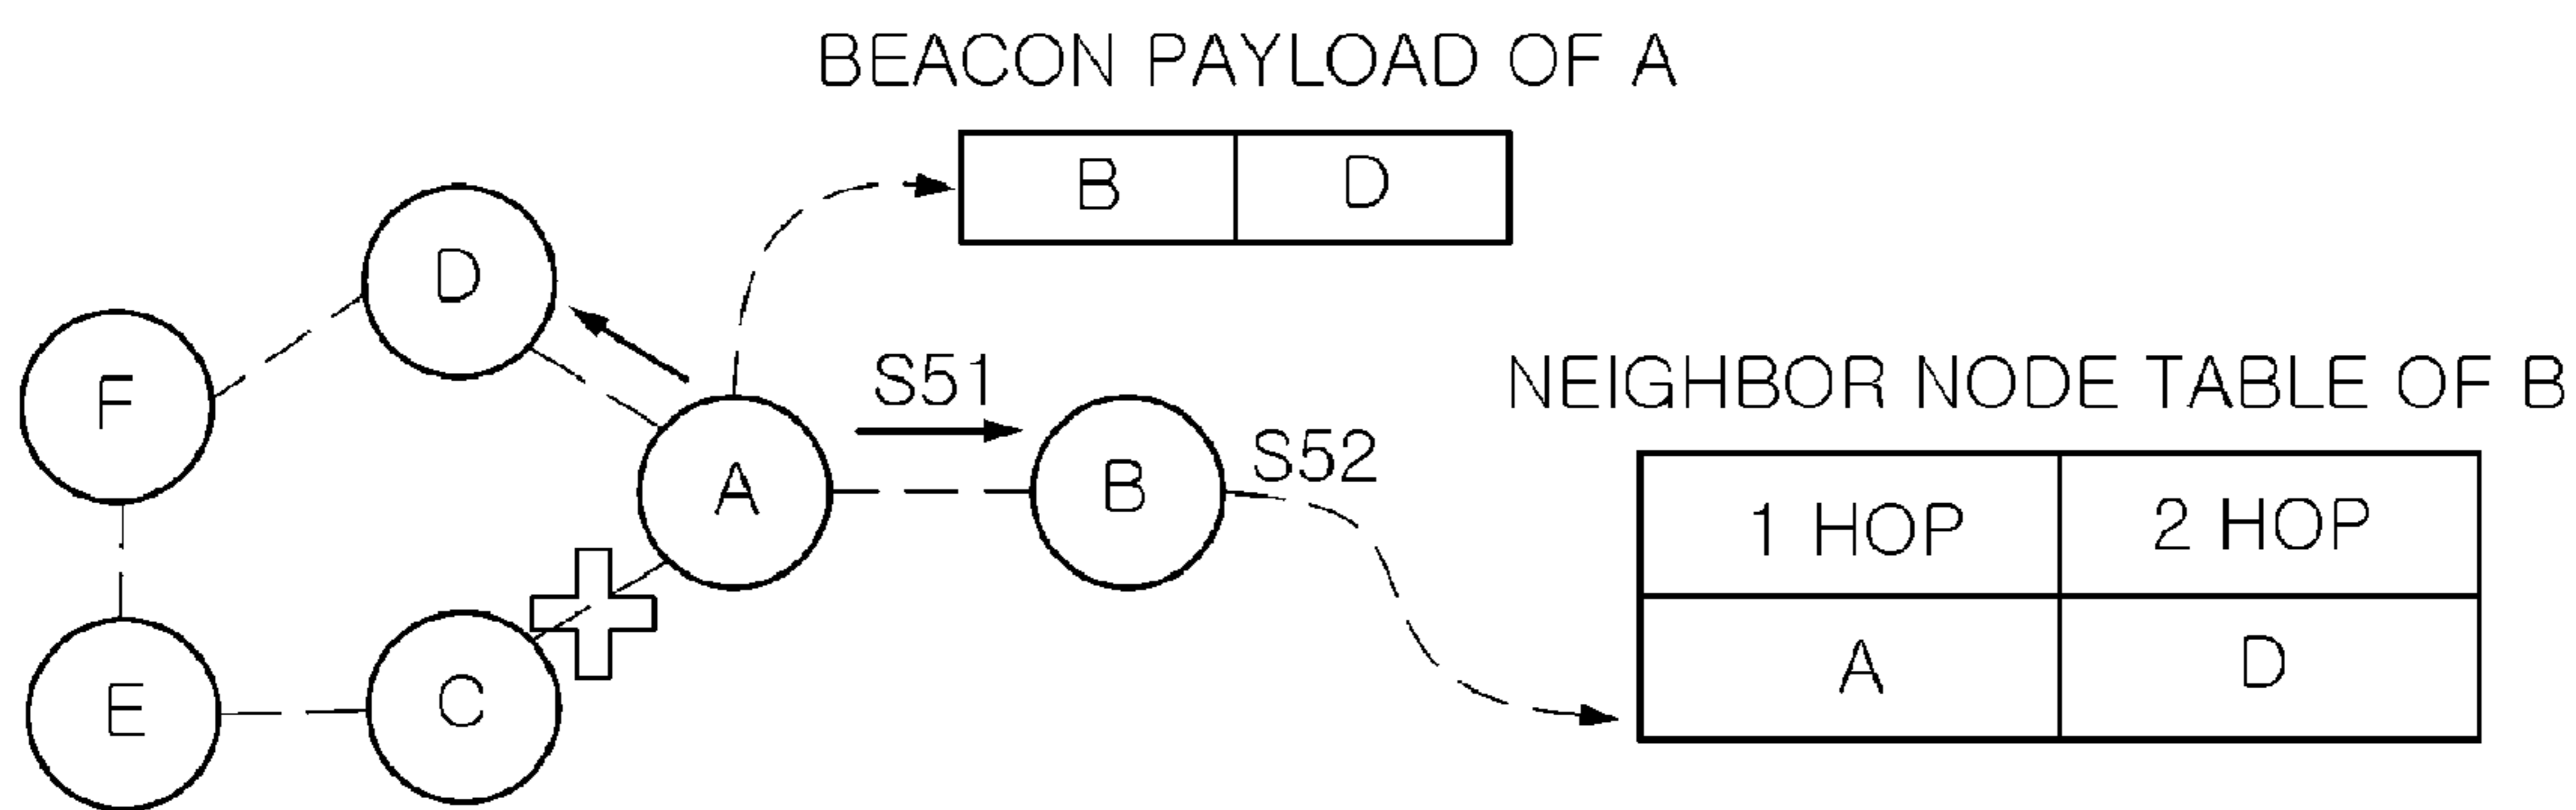 BEACON PAYLOAD OF A
B D
D
F
S51
NEIGHBOR NODE TABLE OF B
A
B
S52
1 HOP 2 HOP
A D
E
C